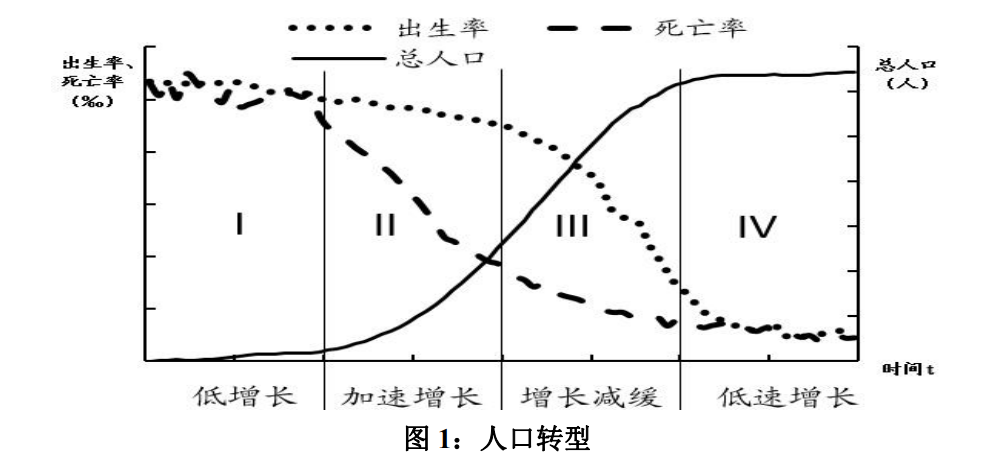 出生率 死亡率
总人口
出生率、
死亡率
(‰)
总人口
(人)
I II III IV
时间t
低增长 加速增长 增长减缓 低速增长
图 1：人口转型